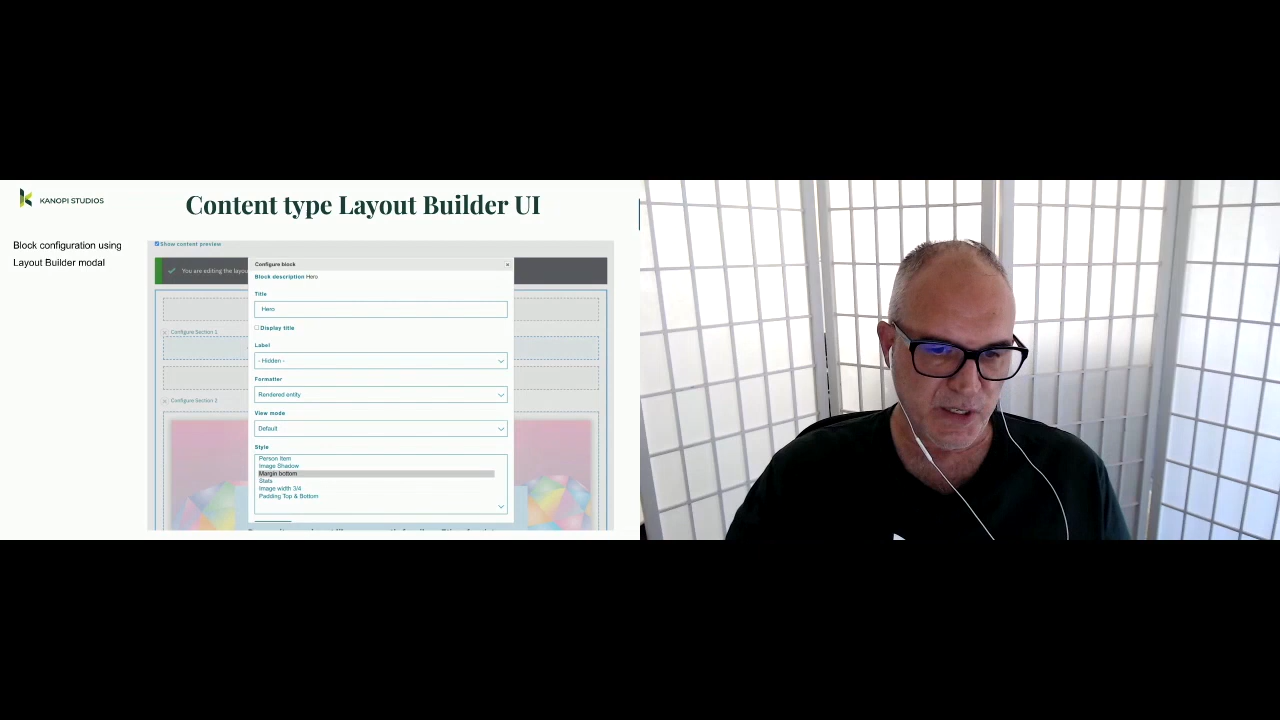 KANOPI STUDIOS
Content type Layout Builder UI
Block configuration using
Layout Builder modal
Show content preview
You are editing the layou
Configure Section 1
Configure Section 2
Configure block
Block description Hero
Title
Hero
Display title
Label
- Hidden -
Formatter
Rendered entity
View mode
Default
Style
Person Item
Image Shadow
Margin bottom
Stats
Image width 3/4
Padding Top & Bottom